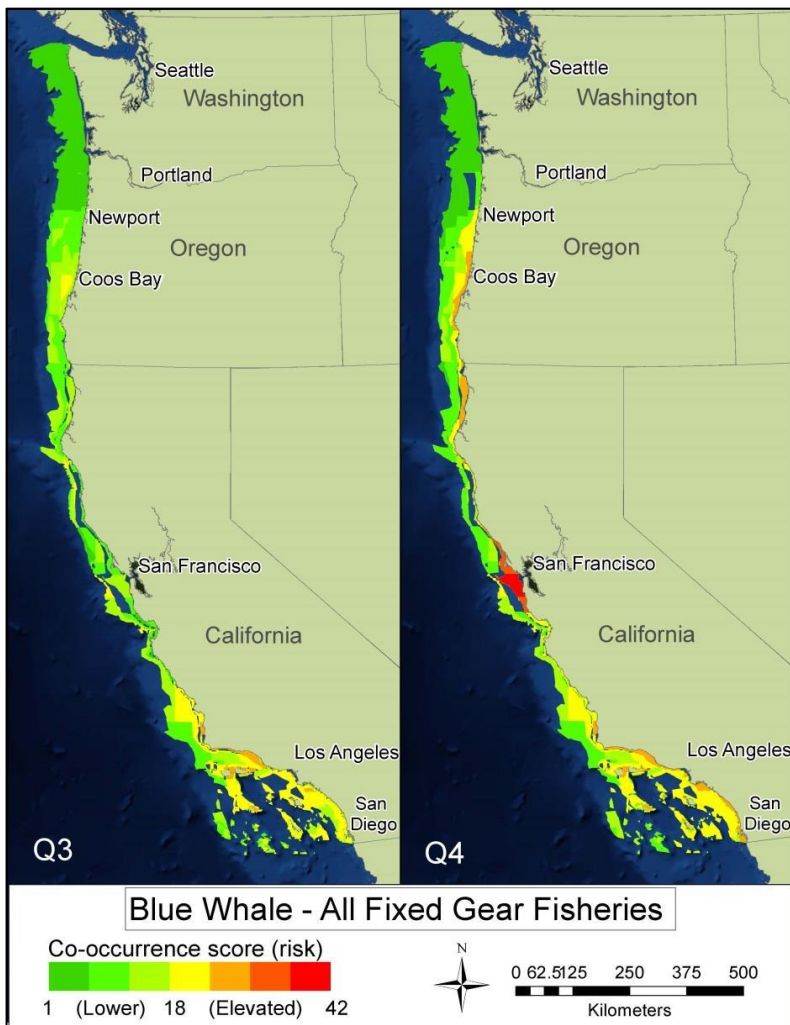 Seattle
Washington
Portland
Newport
Oregon
Coos Bay
San Francisco
California
Los Angeles
San
Diego
Q3
Seattle
Washington
Portland
Newport
Oregon
Coos Bay
San Francisco
California
Los Angeles
San
Diego
Q4
Blue Whale - All Fixed Gear Fisheries
Co-occurrence score (risk)
1 (Lower) 18 (Elevated) 42
N
0 62.5125 250 375 500
Kilometers